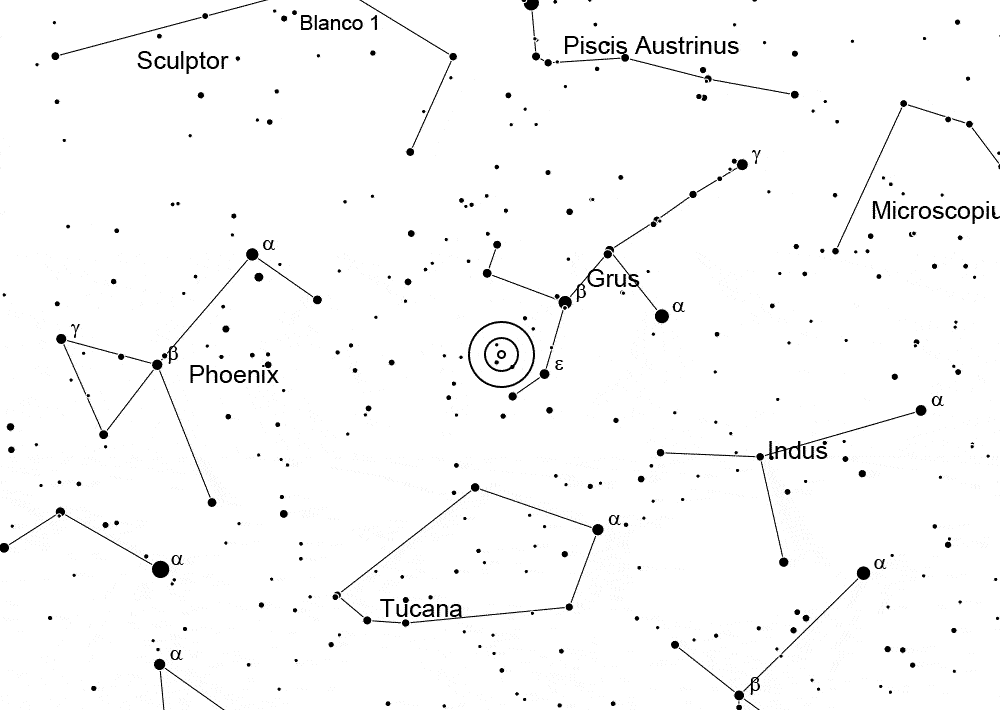 Blanco 1
Sculptor
Piscis Austrinus
γ
Microscopiu
α
Grus
β
α
γ
β
Phoenix
ε
α
Indus
α
α
α
Tucana
α
β